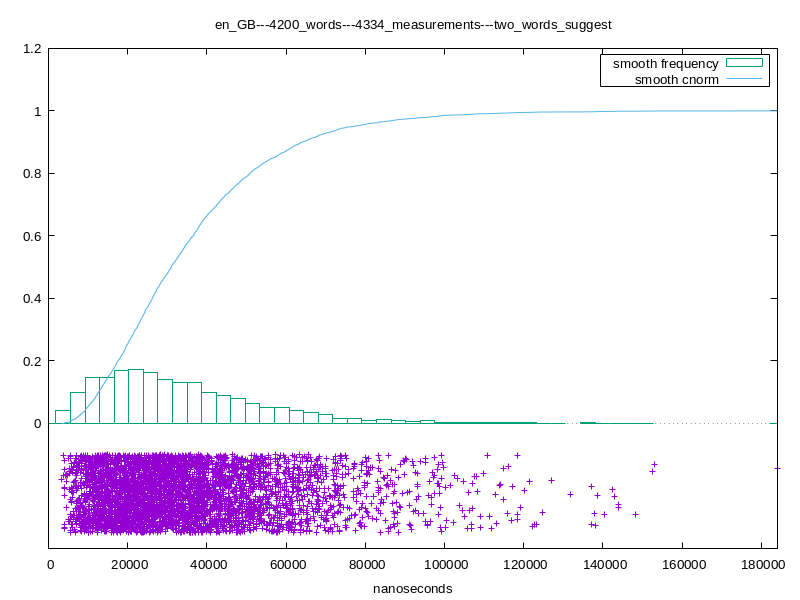 en_GB---4200_words---4334_measurements---two_words_suggest
1.2
smooth frequency
smooth cnorm
1
0.8
0.6
0.4
0.2
0
0 20000 40000 60000 80000 100000 120000 140000 160000 180000
nanoseconds